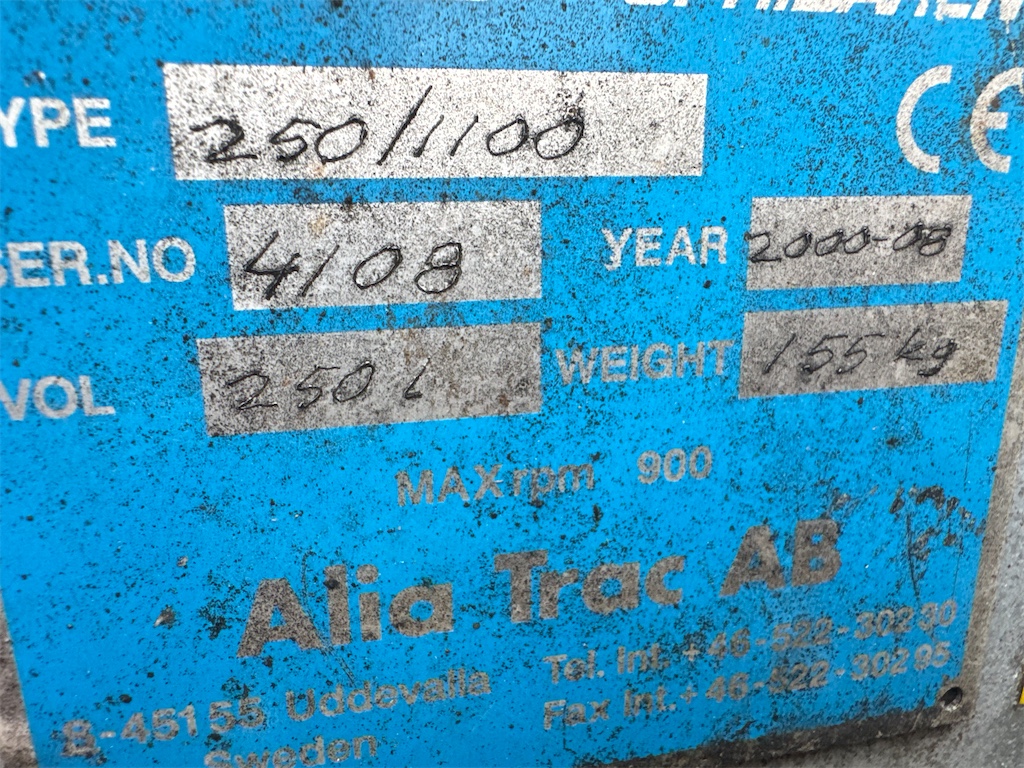 YPE 250/1100 CE
SER.NO 4108 YEAR 2000-08
VOL 250 l WEIGHT 155 kg
MAX rpm 900
Alia Trac AB
Tel. Int. +46-522-302 30
Fax Int. +46-522-302 95
S-451 55 Uddevalla
Sweden